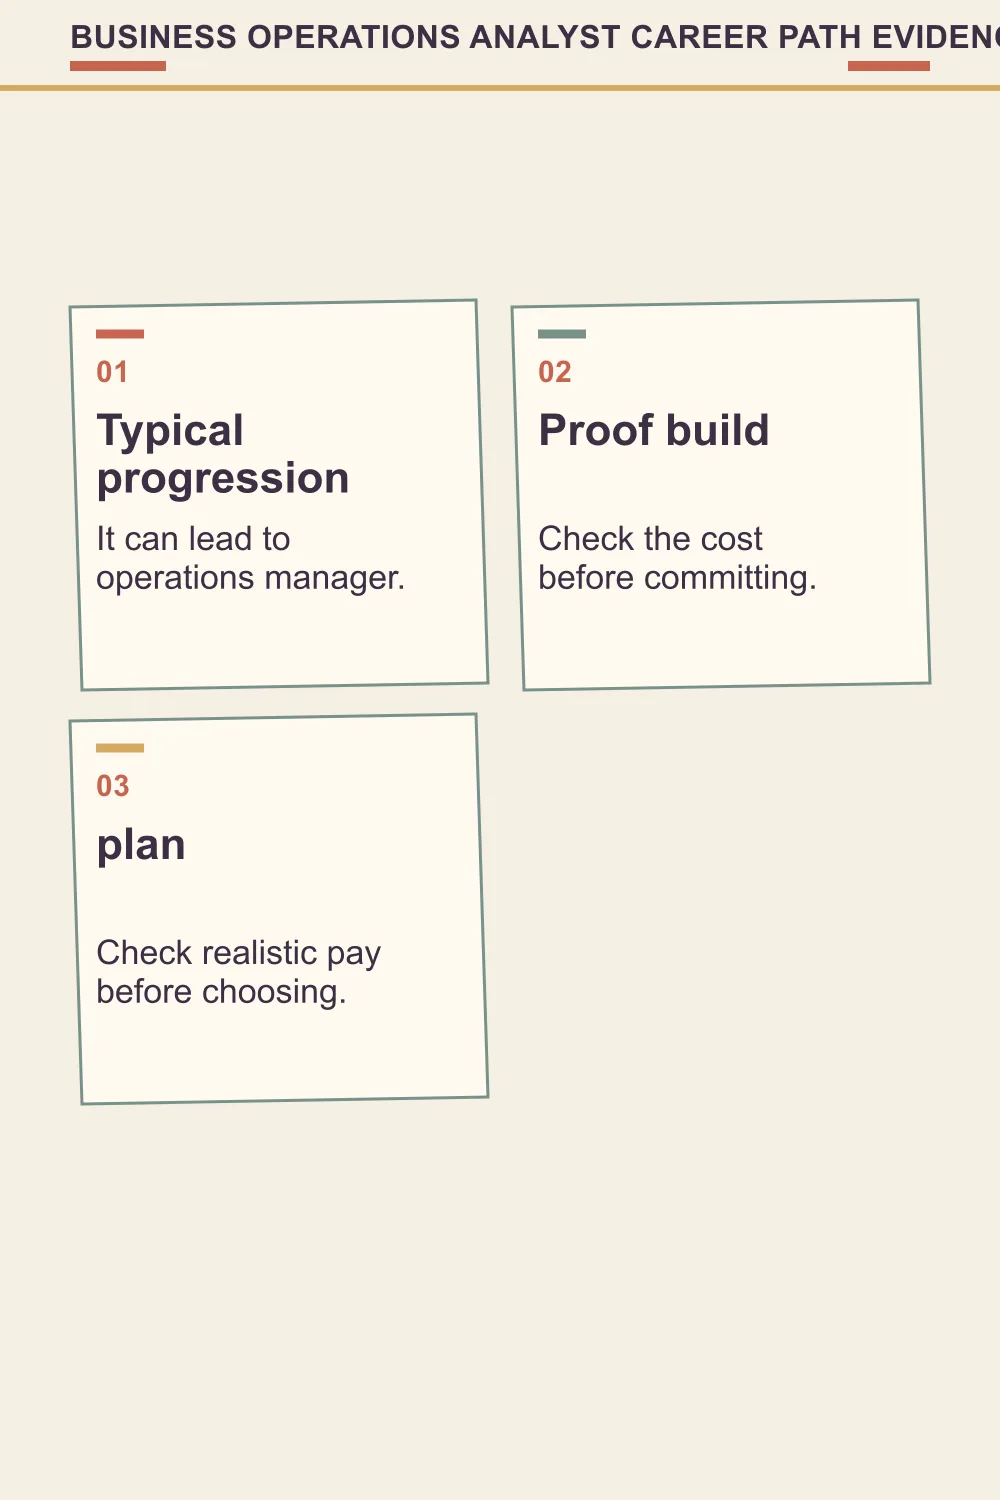 BUSINESS OPERATIONS ANALYST CAREER PATH EVIDENC
01
Typical
progression
It can lead to
operations manager.
02
Proof build
Check the cost
before committing.
03
plan
Check realistic pay
before choosing.